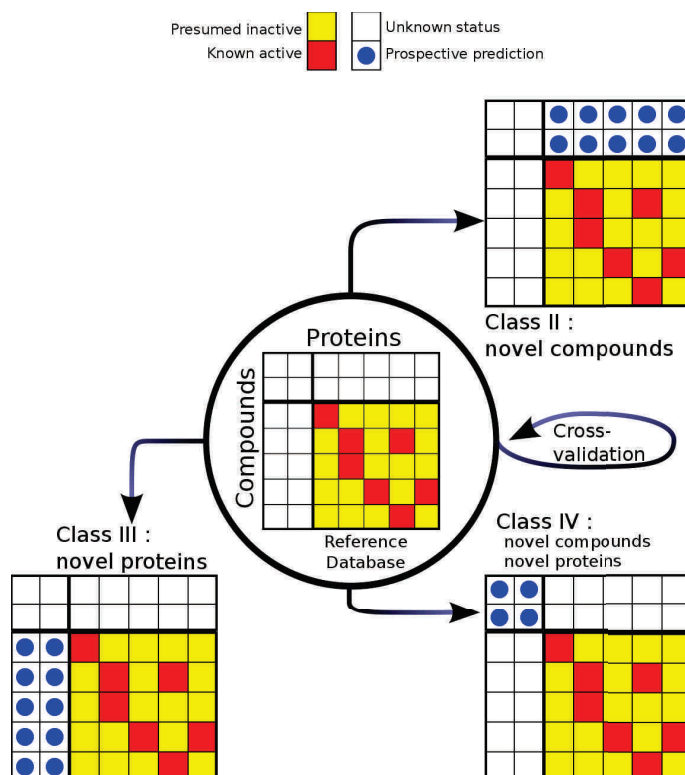 Presumed inactive
Known active
Unknown status
Prospective prediction
Class II :
novel compounds
Proteins
Compounds
Reference
Database
Cross-
validation
Class III :
novel proteins
Class IV :
novel compounds
novel proteins